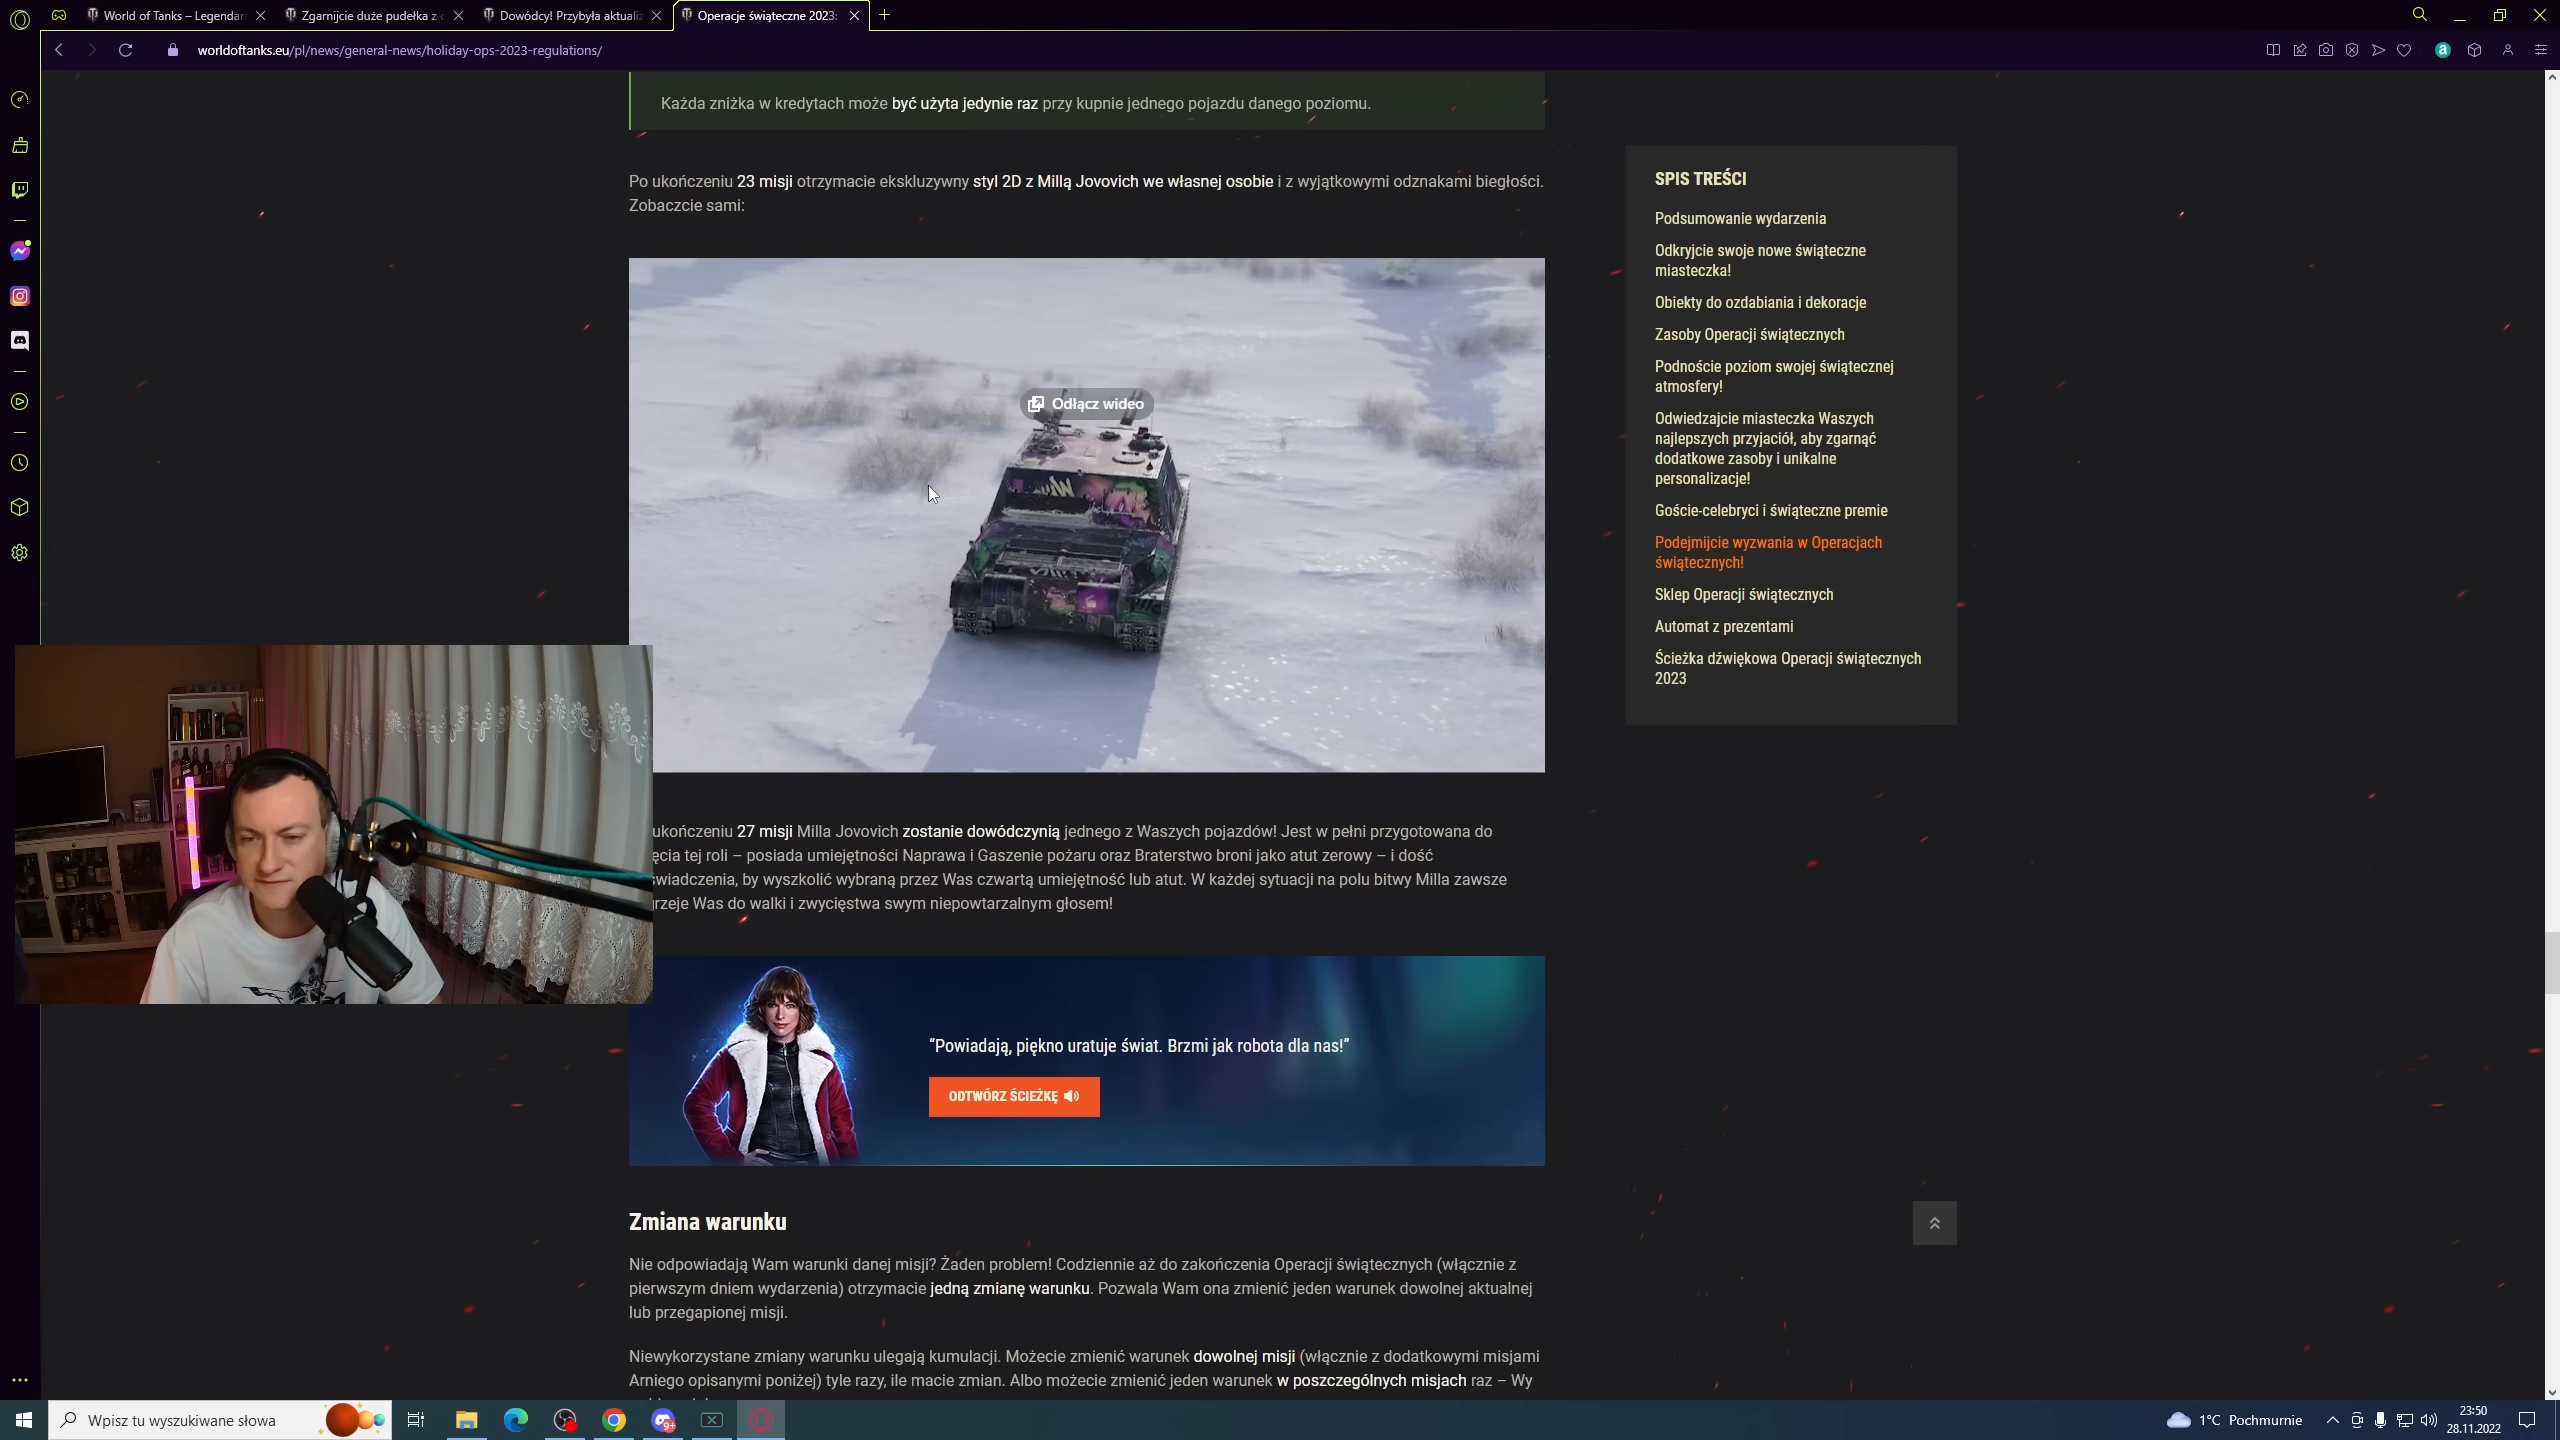 World of Tanks – Legendar
Zgarnijcie duże pudełka z
Dowódcy! Przybyła aktualiz
Operacje świąteczne 2023:
worldoftanks.eu/pl/news/general-news/holiday-ops-2023-regulations/
Każda zniżka w kredytach może być użyta jedynie raz przy kupnie jednego pojazdu danego poziomu.
Po ukończeniu 23 misji otrzymacie ekskluzywny styl 2D z Millą Jovovich we własnej osobie i z wyjątkowymi odznakami biegłości.
Zobaczcie sami:
Odłącz wideo
ukończeniu 27 misji Milla Jovovich zostanie dowódczynią jednego z Waszych pojazdów! Jest w pełni przygotowana do
ęcia tej roli – posiada umiejętności Naprawa i Gaszenie pożaru oraz Braterstwo broni jako atut zerowy – i dość
świadczenia, by wyszkolić wybraną przez Was czwartą umiejętność lub atut. W każdej sytuacji na polu bitwy Milla zawsze
rzeje Was do walki i zwycięstwa swym niepowtarzalnym głosem!
“Powiadają, piękno uratuje świat. Brzmi jak robota dla nas!”
ODTWÓRZ ŚCIEŻKĘ
Zmiana warunku
Nie odpowiadają Wam warunki danej misji? Żaden problem! Codziennie aż do zakończenia Operacji świątecznych (włącznie z
pierwszym dniem wydarzenia) otrzymacie jedną zmianę warunku. Pozwala Wam ona zmienić jeden warunek dowolnej aktualnej
lub przegapionej misji.
Niewykorzystane zmiany warunku ulegają kumulacji. Możecie zmienić warunek dowolnej misji (włącznie z dodatkowymi misjami
Arniego opisanymi poniżej) tyle razy, ile macie zmian. Albo możecie zmienić jeden warunek w poszczególnych misjach raz – Wy
SPIS TREŚCI
Podsumowanie wydarzenia
Odkryjcie swoje nowe świąteczne
miasteczka!
Obiekty do ozdabiania i dekoracje
Zasoby Operacji świątecznych
Podnoście poziom swojej świątecznej
atmosfery!
Odwiedzajcie miasteczka Waszych
najlepszych przyjaciół, aby zgarnąć
dodatkowe zasoby i unikalne
personalizacje!
Goście-celebryci i świąteczne premie
Podejmijcie wyzwania w Operacjach
świątecznych!
Sklep Operacji świątecznych
Automat z prezentami
Ścieżka dźwiękowa Operacji świątecznych
2023
Wpisz tu wyszukiwane słowa
9+
1°C Pochmurnie
23:50
28.11.2022